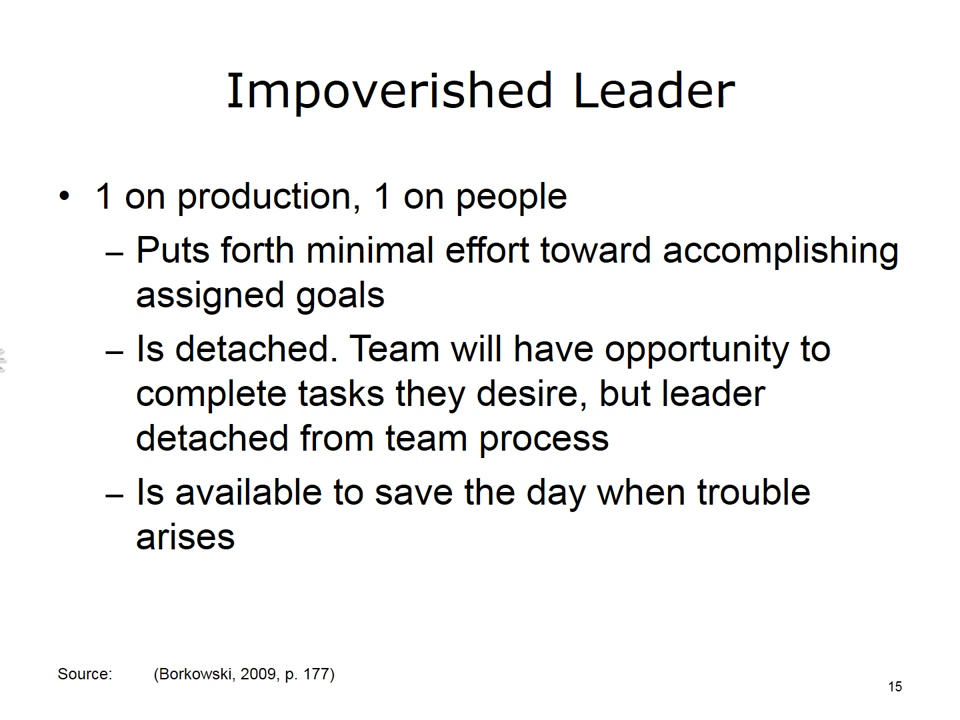 Impoverished Leader
• 1 on production, 1 on people
– Puts forth minimal effort toward accomplishing
assigned goals
– Is detached. Team will have opportunity to
complete tasks they desire, but leader
detached from team process
– Is available to save the day when trouble
arises
Source: (Borkowski, 2009, p. 177)
15